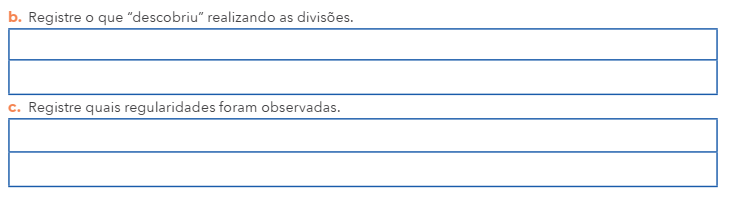 b. Registre o que “descobriu” realizando as divisões.
c. Registre quais regularidades foram observadas.